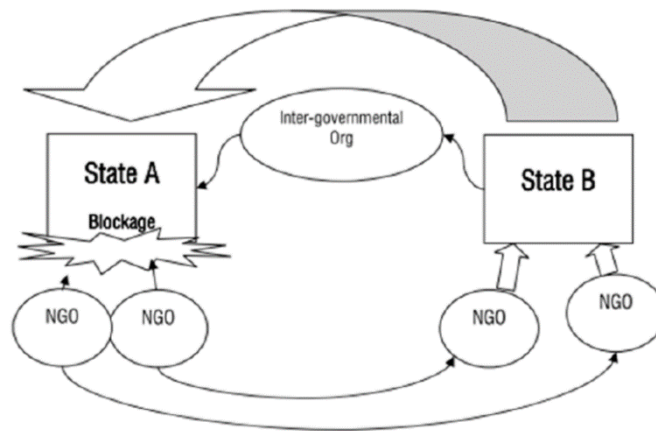 Inter-governmental
Org
State A
State B
Blockage
NGO
NGO
NGO
NGO